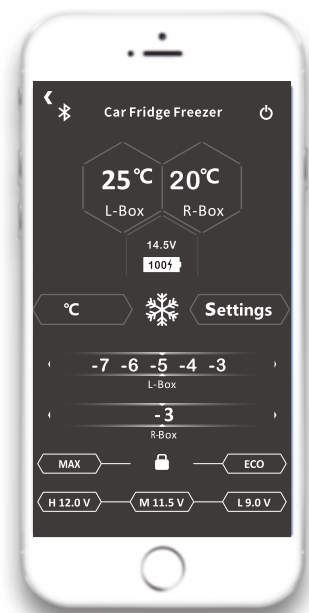 Car Fridge Freezer
25℃ 20℃
L-Box R-Box
14.5V
100
℃ Settings
-7 -6 -5 -4 -3
L-Box
-3
R-Box
MAX ECO
H 12.0 V M 11.5 V L 9.0 V